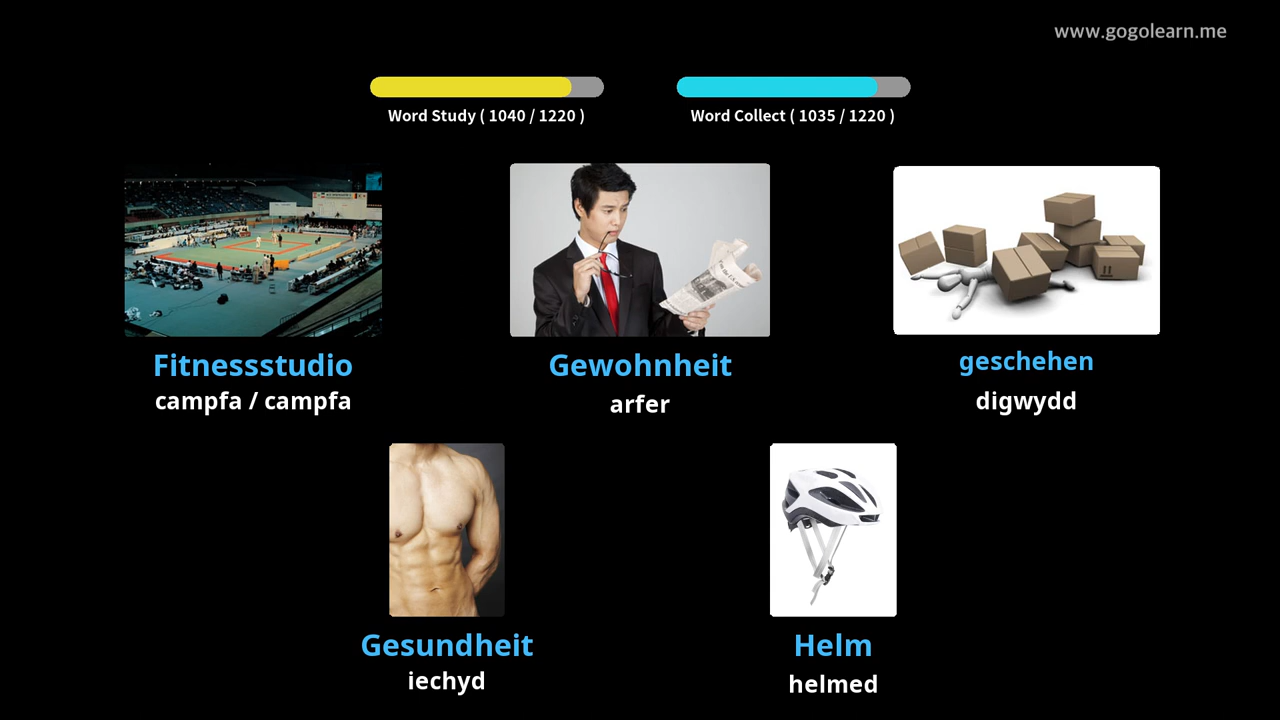 www.gogolearn.me
Word Study ( 1040 / 1220 )
Word Collect ( 1035 / 1220 )
Fitnessstudio
campfa / campfa
Gewohnheit
arfer
geschehen
digwydd
Gesundheit
iechyd
Helm
helmed